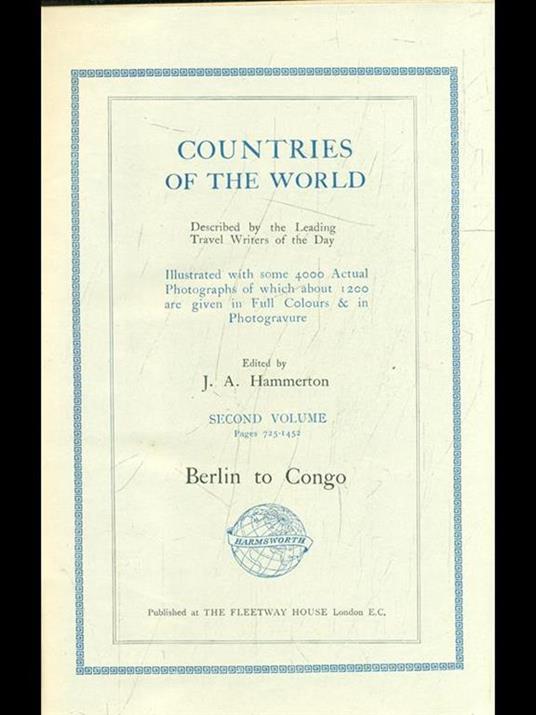 COUNTRIES
OF THE WORLD
Described by the Leading
Travel Writers of the Day
Illustrated with some 4000 Actual
Photographs of which about 1200
are given in Full Colours & in
Photogravure
Edited by
J. A. Hammerton
SECOND VOLUME
Pages 725-1452
Berlin to Congo
HARMSWORTH
Published at THE FLEETWAY HOUSE London E.C.